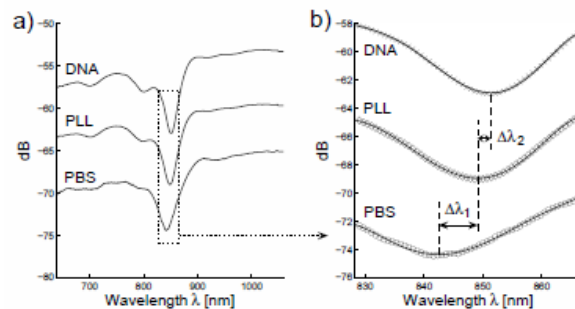 a)
b)
−50
−55
−60
−65
−70
−75
−80
dB
DNA
PLL
PBS
700
800
900
1000
Wavelength λ [nm]
−58
−60
−62
−64
−66
−68
−70
−72
−74
−76
dB
DNA
PLL
PBS
Δλ2
Δλ1
830
840
850
860
Wavelength λ [nm]